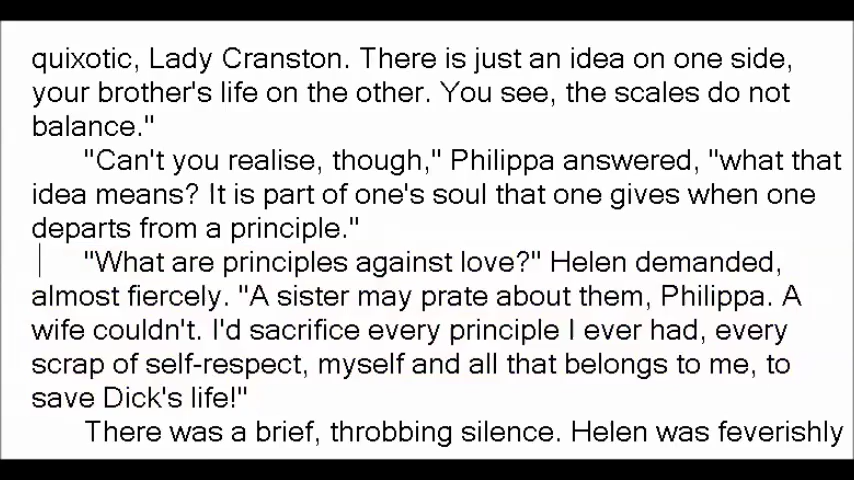 quixotic, Lady Cranston. There is just an idea on one side,
your brother's life on the other. You see, the scales do not
balance."
"Can't you realise, though," Philippa answered, "what that
idea means? It is part of one's soul that one gives when one
departs from a principle."
"What are principles against love?" Helen demanded,
almost fiercely. "A sister may prate about them, Philippa. A
wife couldn't. I'd sacrifice every principle I ever had, every
scrap of self-respect, myself and all that belongs to me, to
save Dick's life!"
There was a brief, throbbing silence. Helen was feverishly